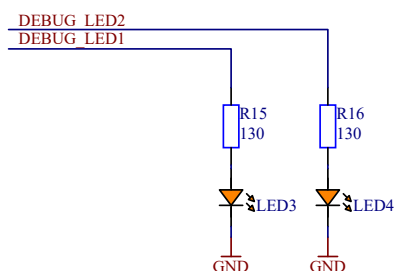 DEBUG_LED2
DEBUG_LED1
R15
130
R16
130
LED3
LED4
GND
GND